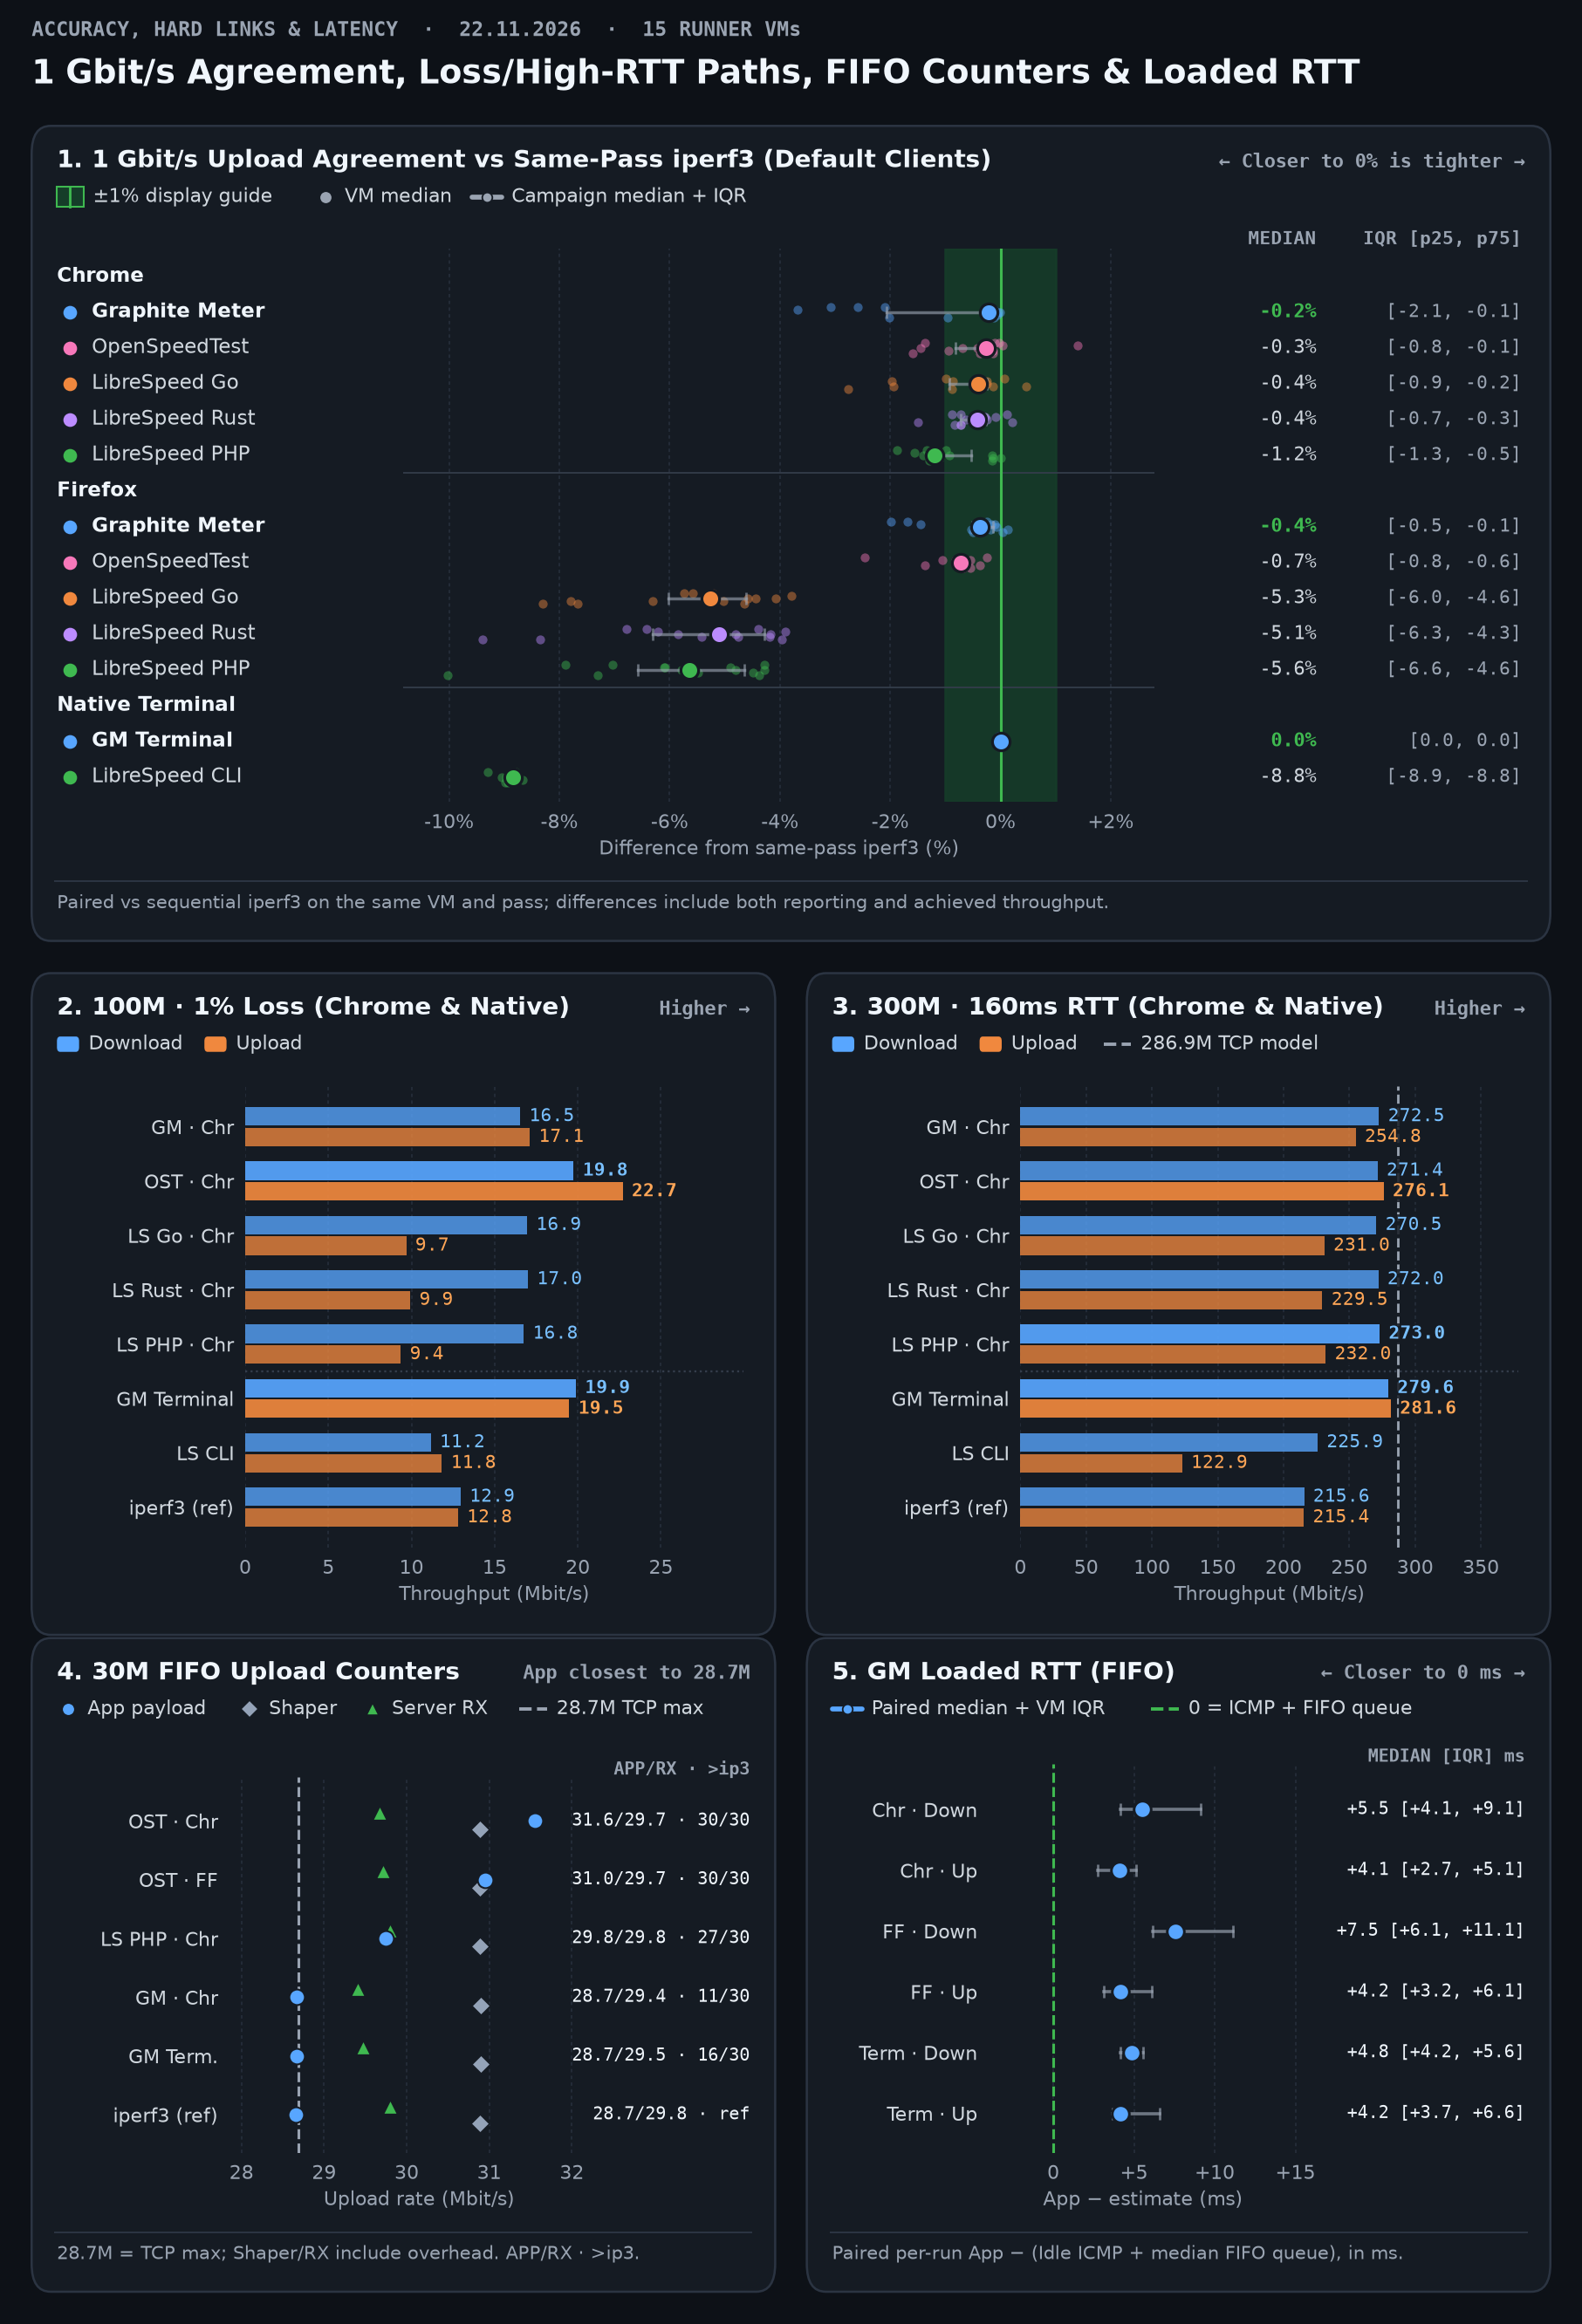 ACCURACY, HARD LINKS & LATENCY · 22.11.2026 · 15 RUNNER VMs
1 Gbit/s Agreement, Loss/High-RTT Paths, FIFO Counters & Loaded RTT
1. 1 Gbit/s Upload Agreement vs Same-Pass iperf3 (Default Clients) ← Closer to 0% is tighter →
±1% display guide VM median Campaign median + IQR
MEDIAN IQR [p25, p75]
Chrome
Graphite Meter -0.2% [-2.1, -0.1]
OpenSpeedTest -0.3% [-0.8, -0.1]
LibreSpeed Go -0.4% [-0.9, -0.2]
LibreSpeed Rust -0.4% [-0.7, -0.3]
LibreSpeed PHP -1.2% [-1.3, -0.5]
Firefox
Graphite Meter -0.4% [-0.5, -0.1]
OpenSpeedTest -0.7% [-0.8, -0.6]
LibreSpeed Go -5.3% [-6.0, -4.6]
LibreSpeed Rust -5.1% [-6.3, -4.3]
LibreSpeed PHP -5.6% [-6.6, -4.6]
Native Terminal
GM Terminal 0.0% [0.0, 0.0]
LibreSpeed CLI -8.8% [-8.9, -8.8]
-10% -8% -6% -4% -2% 0% +2%
Difference from same-pass iperf3 (%)
Paired vs sequential iperf3 on the same VM and pass; differences include both reporting and achieved throughput.
2. 100M · 1% Loss (Chrome & Native) Higher →
Download Upload
GM · Chr 16.5
17.1
OST · Chr 19.8
22.7
LS Go · Chr 16.9
9.7
LS Rust · Chr 17.0
9.9
LS PHP · Chr 16.8
9.4
GM Terminal 19.9
19.5
LS CLI 11.2
11.8
iperf3 (ref) 12.9
12.8
0 5 10 15 20 25
Throughput (Mbit/s)
3. 300M · 160ms RTT (Chrome & Native) Higher →
Download Upload 286.9M TCP model
GM · Chr 272.5
254.8
OST · Chr 271.4
276.1
LS Go · Chr 270.5
231.0
LS Rust · Chr 272.0
229.5
LS PHP · Chr 273.0
232.0
GM Terminal 279.6
281.6
LS CLI 225.9
122.9
iperf3 (ref) 215.6
215.4
0 50 100 150 200 250 300 350
Throughput (Mbit/s)
4. 30M FIFO Upload Counters App closest to 28.7M
App payload Shaper Server RX 28.7M TCP max
APP/RX · >ip3
OST · Chr 31.6/29.7 · 30/30
OST · FF 31.0/29.7 · 30/30
LS PHP · Chr 29.8/29.8 · 27/30
GM · Chr 28.7/29.4 · 11/30
GM Term. 28.7/29.5 · 16/30
iperf3 (ref) 28.7/29.8 · ref
28 29 30 31 32
Upload rate (Mbit/s)
28.7M = TCP max; Shaper/RX include overhead. APP/RX · >ip3.
5. GM Loaded RTT (FIFO) ← Closer to 0 ms →
Paired median + VM IQR 0 = ICMP + FIFO queue
MEDIAN [IQR] ms
Chr · Down +5.5 [+4.1, +9.1]
Chr · Up +4.1 [+2.7, +5.1]
FF · Down +7.5 [+6.1, +11.1]
FF · Up +4.2 [+3.2, +6.1]
Term · Down +4.8 [+4.2, +5.6]
Term · Up +4.2 [+3.7, +6.6]
0 +5 +10 +15
App − estimate (ms)
Paired per-run App − (Idle ICMP + median FIFO queue), in ms.